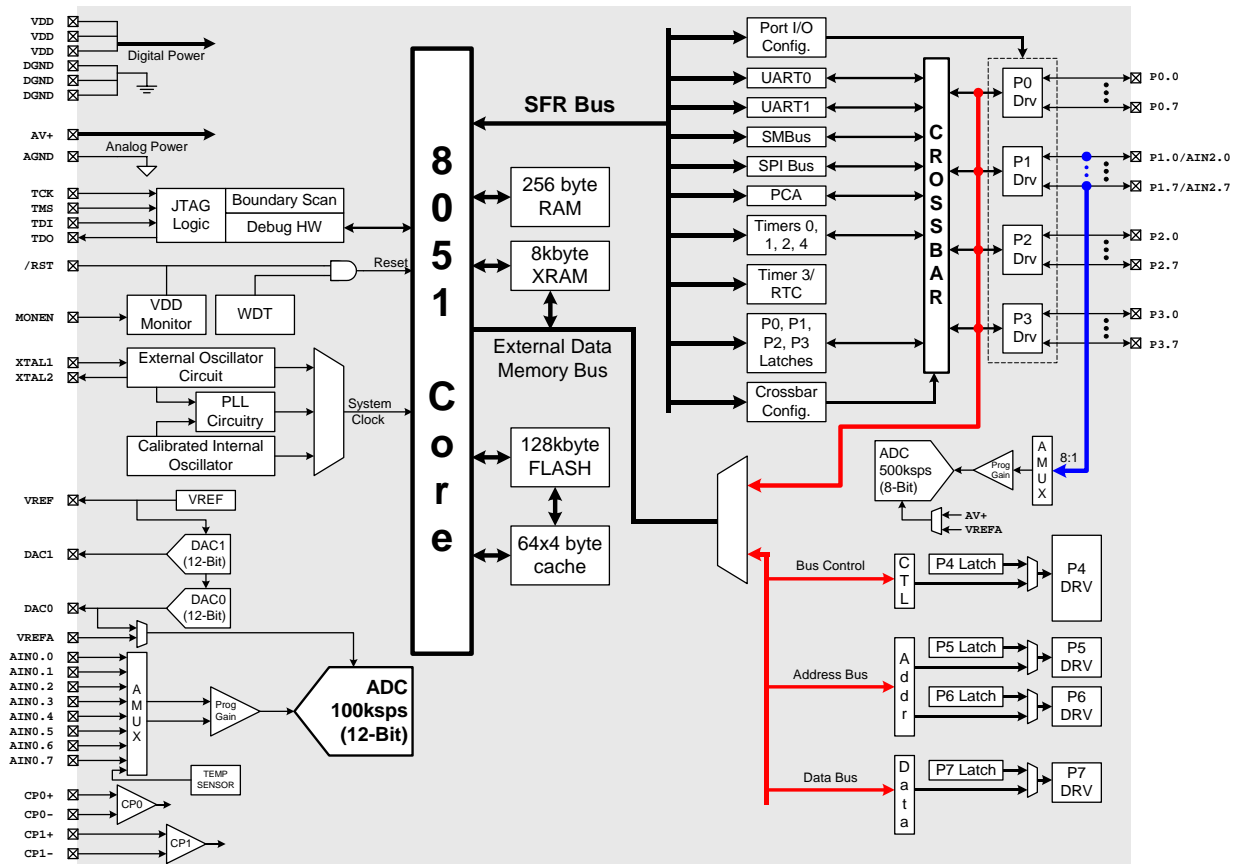 VDD
VDD
VDD
Digital Power
DGND
DGND
DGND
AV+
Analog Power
AGND
TCK
TMS
TDI
TDO
JTAG
Logic
Boundary Scan
Debug HW
/RST
Reset
MONEN
VDD
Monitor
WDT
XTAL1
XTAL2
External Oscillator
Circuit
PLL
Circuitry
Calibrated Internal
Oscillator
System
Clock
VREF
VREF
DAC1
DAC1
(12-Bit)
DAC0
DAC0
(12-Bit)
VREFA
AIN0.0
AIN0.1
AIN0.2
AIN0.3
AIN0.4
AIN0.5
AIN0.6
AIN0.7
A
M
U
X
Prog
Gain
ADC
100ksps
(12-Bit)
TEMP
SENSOR
CP0+
CP0-
CP0
CP1+
CP1-
CP1
8
0
5
1
C
o
r
e
SFR Bus
256 byte
RAM
8kbyte
XRAM
External Data
Memory Bus
128kbyte
FLASH
64x4 byte
cache
Port I/O
Config.
UART0
UART1
SMBus
SPI Bus
PCA
Timers 0,
1, 2, 4
Timer 3/
RTC
P0, P1,
P2, P3
Latches
Crossbar
Config.
C
R
O
S
S
B
A
R
P0
Drv
P1
Drv
P2
Drv
P3
Drv
P0.0
P0.7
P1.0/AIN2.0
P1.7/AIN2.7
P2.0
P2.7
P3.0
P3.7
ADC
500ksps
(8-Bit)
Prog
Gain
A
M
U
X
8:1
AV+
VREFA
Bus Control
C
T
L
P4 Latch
P4
DRV
Address Bus
A
d
d
r
P5 Latch
P5
DRV
P6 Latch
P6
DRV
Data Bus
D
a
t
a
P7 Latch
P7
DRV